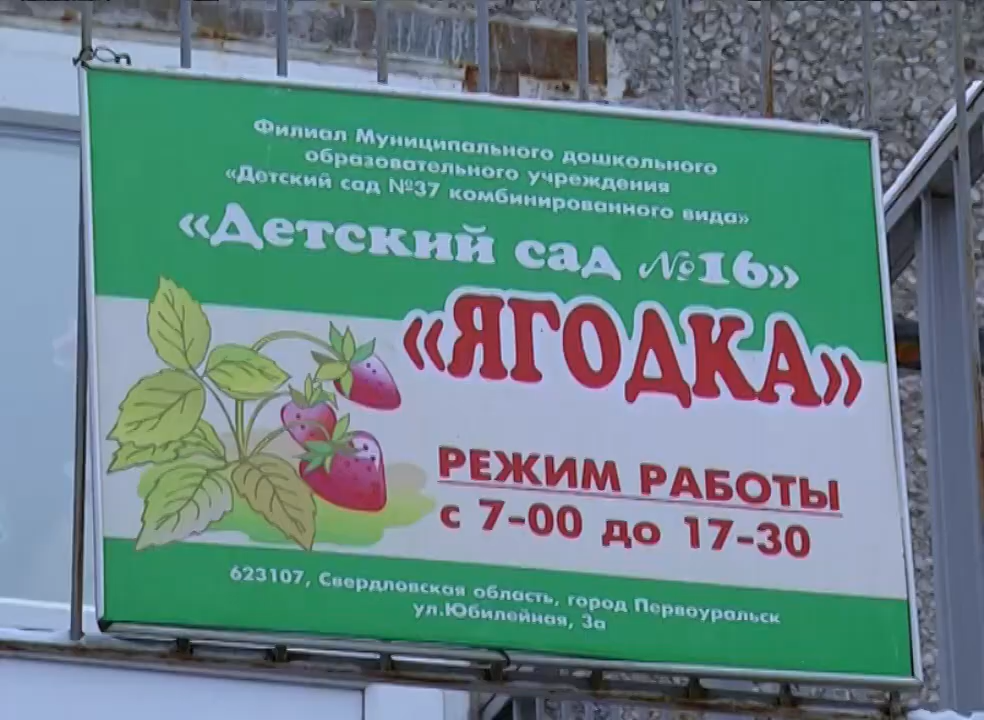 Филиал Муниципального дошкольного
образовательного учреждения
«Детский сад №37 комбинированного вида»
«Детский сад №16»
«ЯГОДКА»
РЕЖИМ РАБОТЫ
с 7-00 до 17-30
623107, Свердловская область, город Первоуральск
ул.Юбилейная, 3а